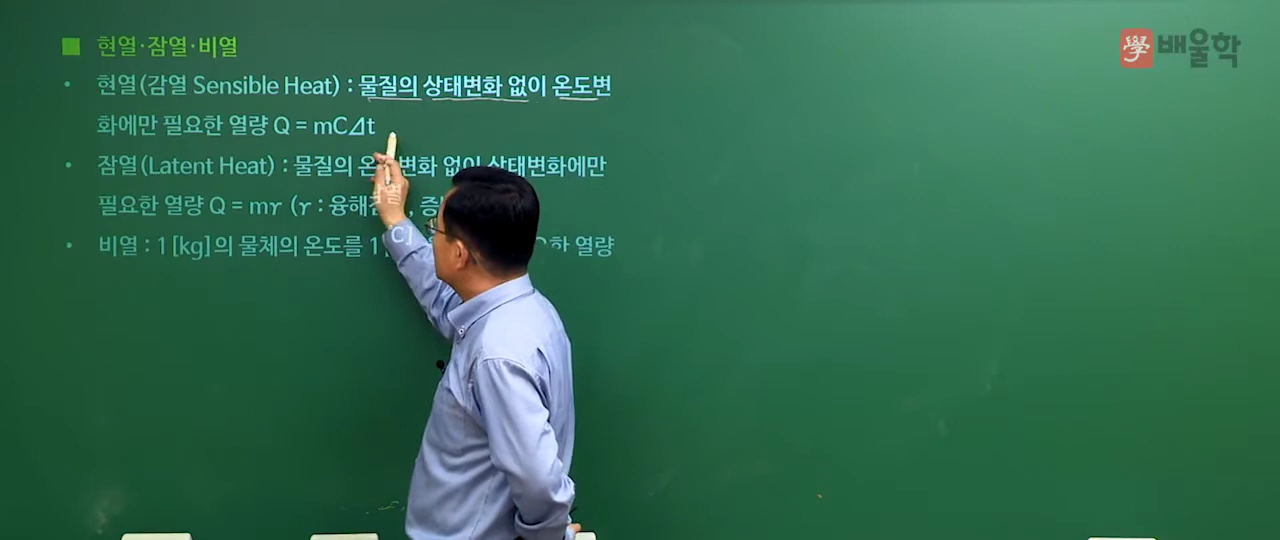 현열·잠열·비열
學 배울학
• 현열(감열 Sensible Heat) : 물질의 상태변화 없이 온도변
화에만 필요한 열량 Q = mC⊿t
• 잠열(Latent Heat) : 물질의 변화 없이 상태변화에만
필요한 열량 Q = mr (r : 융해
• 비열 : 1[kg]의 물체의 온도를 1 열량